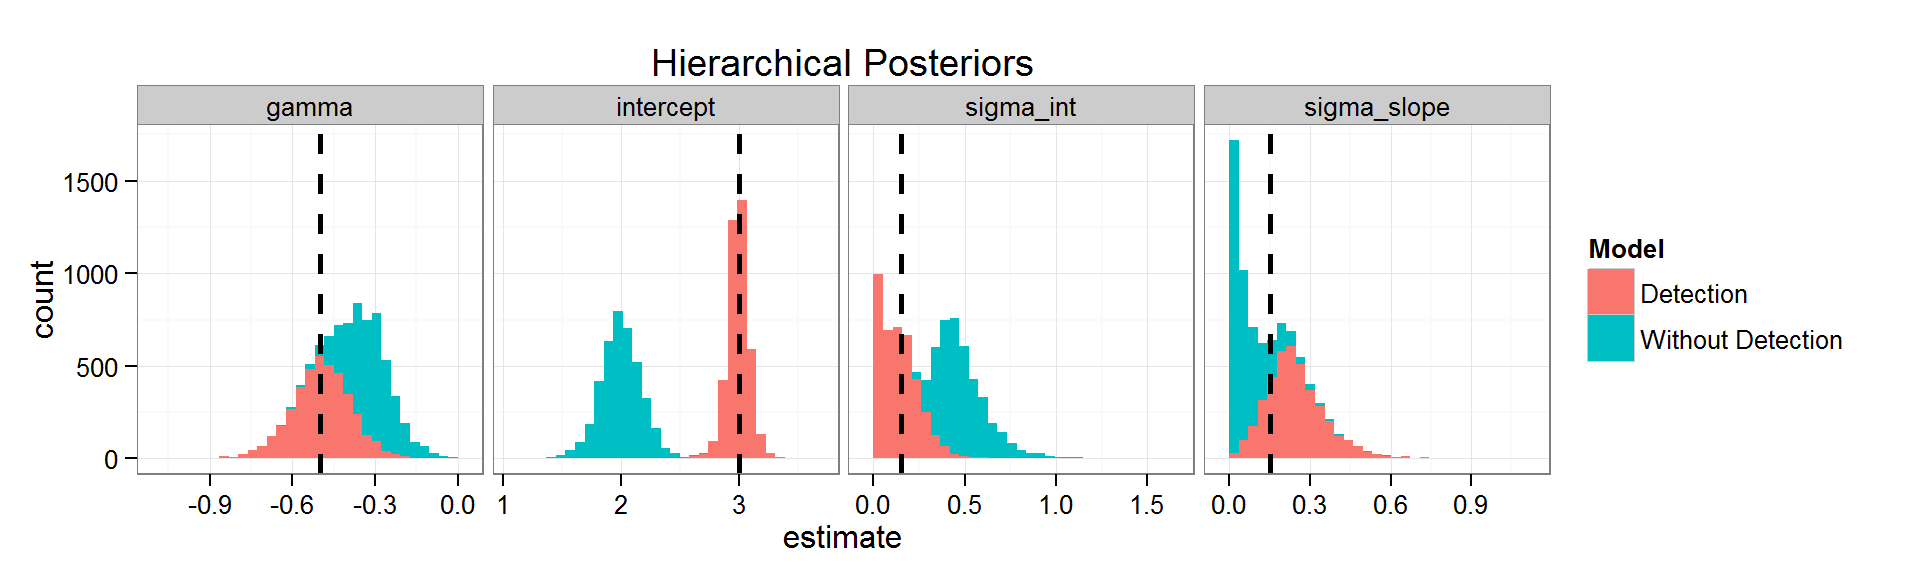 Hierarchical Posteriors
gamma intercept sigma_int sigma_slope
1500
1000
500
0
count
-0.9 -0.6 -0.3 0.0 1 2 3 0.0 0.5 1.0 1.5 0.0 0.3 0.6 0.9
estimate
Model
Detection
Without Detection